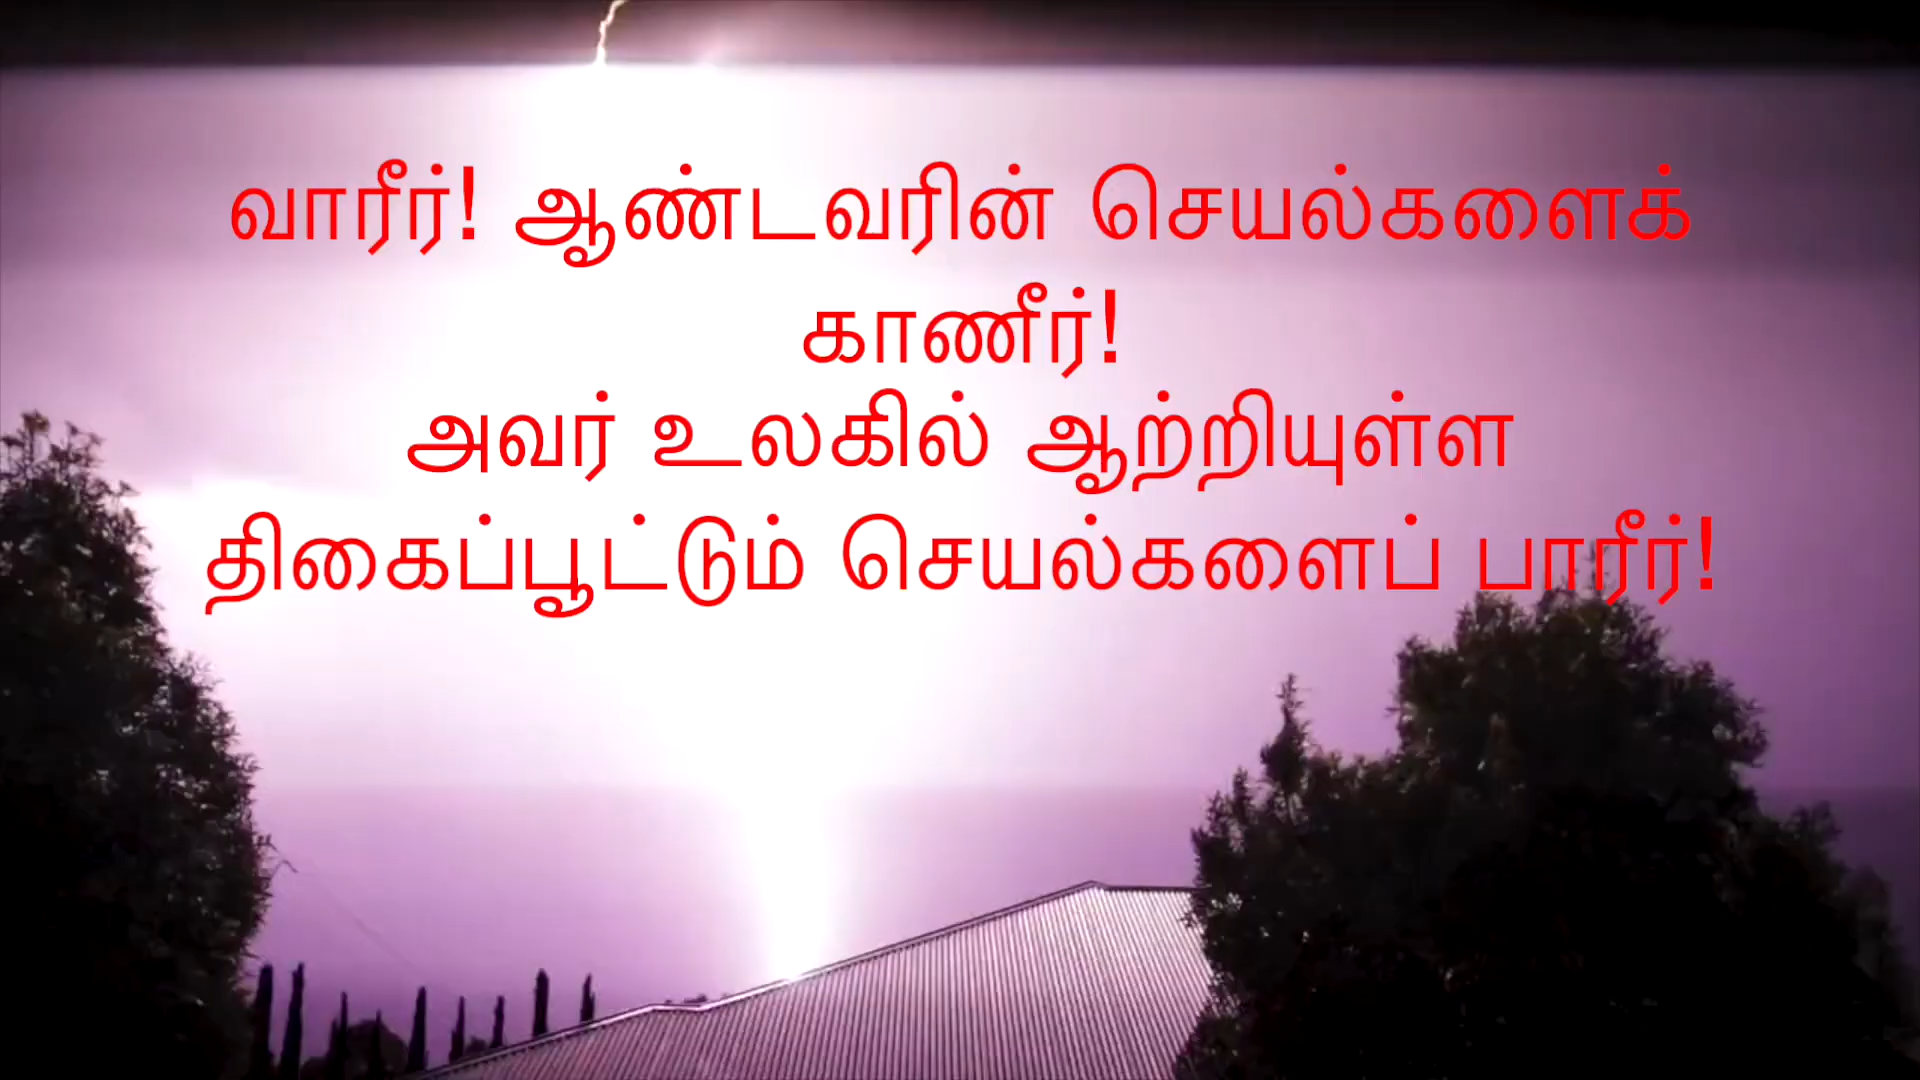 வாரீர்! ஆண்டவரின் செயல்களைக்
காணீர்!
அவர் உலகில் ஆற்றியுள்ள
திகைப்பூட்டும் செயல்களைப் பாரீர்!